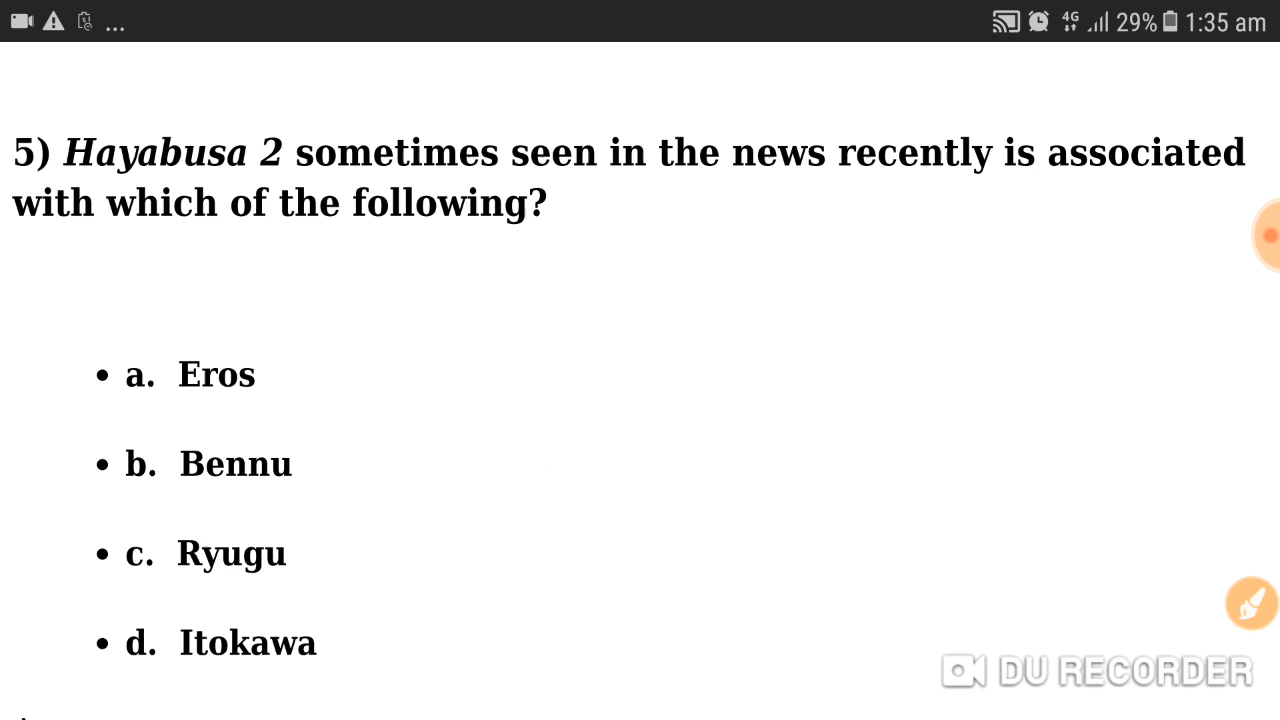 ... 4G 29% 1:35 am
5) Hayabusa 2 sometimes seen in the news recently is associated
with which of the following?
• a. Eros
• b. Bennu
• c. Ryugu
• d. Itokawa
DU RECORDER